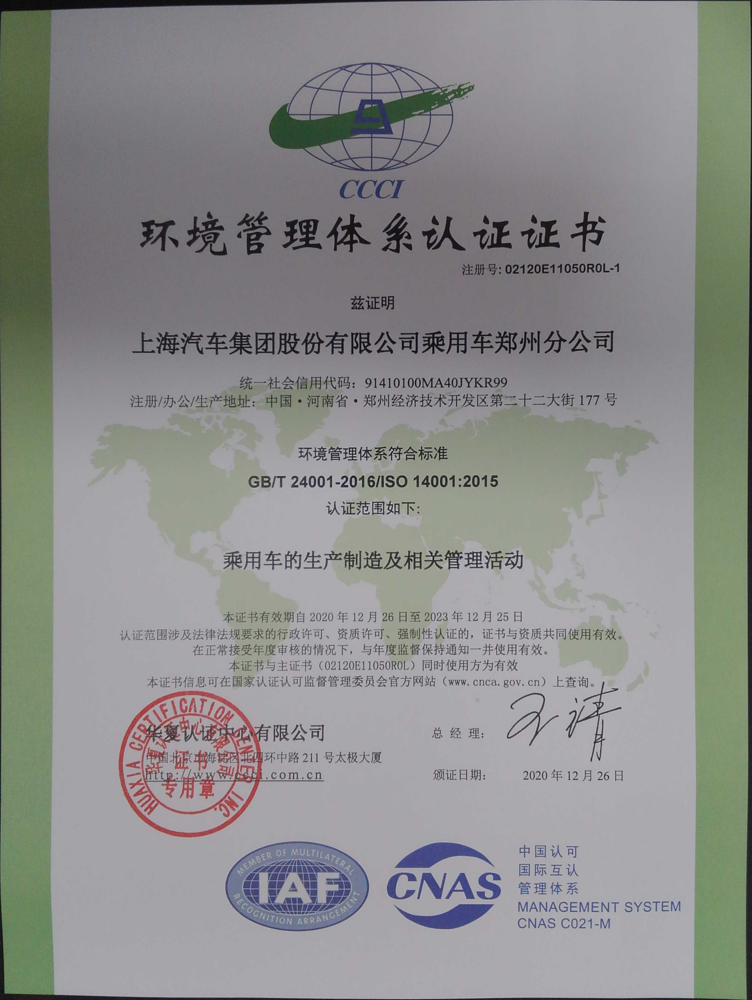 CCCI
环境管理体系认证证书
注册号: 02120E11050R0L-1
兹证明
上海汽车集团股份有限公司乘用车郑州分公司
统一社会信用代码：91410100MA40JYKR99
注册/办公/生产地址：中国·河南省·郑州经济技术开发区第二十二大街 177 号
环境管理体系符合标准
GB/T 24001-2016/ISO 14001:2015
认证范围如下:
乘用车的生产制造及相关管理活动
本证书有效期自 2020 年 12 月 26 日至 2023 年 12 月 25 日
认证范围涉及法律法规要求的行政许可、资质许可、强制性认证的，证书与资质共同使用有效。
在正常接受年度审核的情况下，与年度监督保持通知一并使用有效。
本证书与主证书（02120E11050R0L）同时使用方为有效
本证书信息可在国家认证认可监督管理委员会官方网站（www.cnca.gov.cn）上查询。
华夏认证中心有限公司
中国北京市海淀区北四环中路 211 号太极大厦
http://www.ccci.com.cn
HUAXIA CERTIFICATION CENTER INC.
华夏认证中心有限公司
证书
专用章
总 经 理：
颁证日期： 2020 年 12 月 26 日
MEMBER OF MULTILATERAL
IAF
RECOGNITION ARRANGEMENT
CNAS
中国认可
国际互认
管理体系
MANAGEMENT SYSTEM
CNAS C021-M